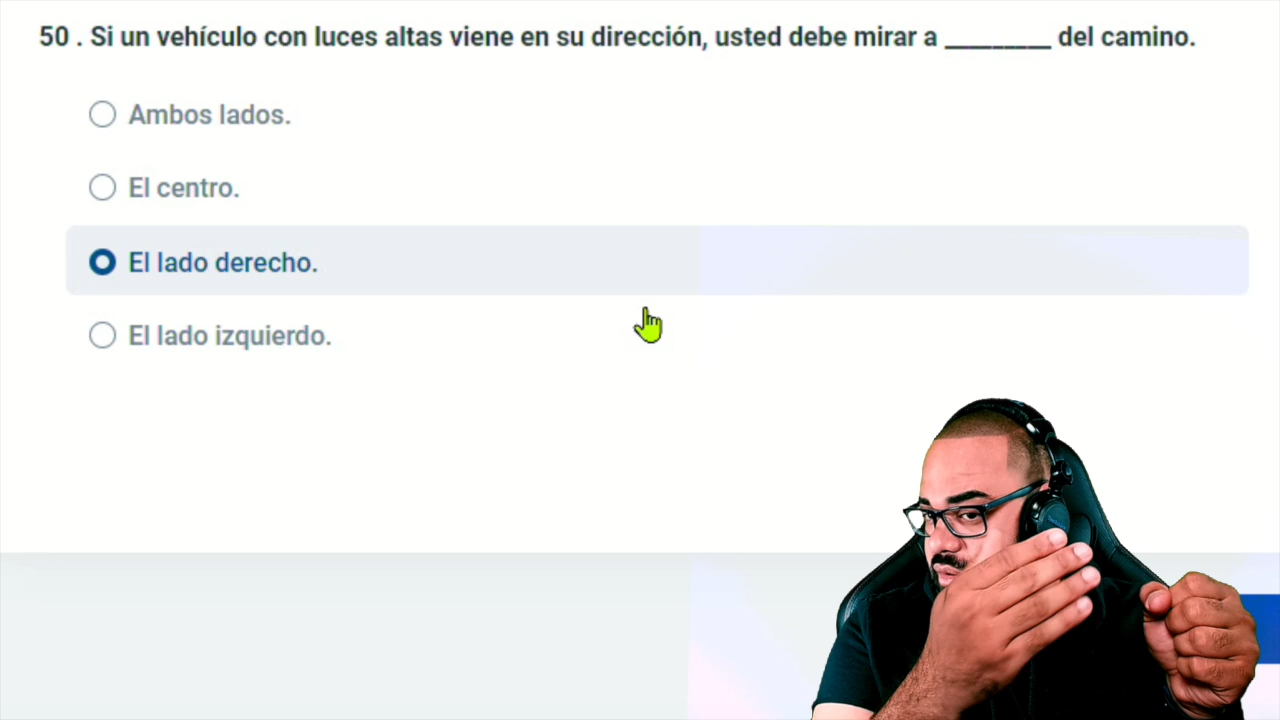 50 . Si un vehículo con luces altas viene en su dirección, usted debe mirar a _________ del camino.
Ambos lados.
El centro.
El lado derecho.
El lado izquierdo.